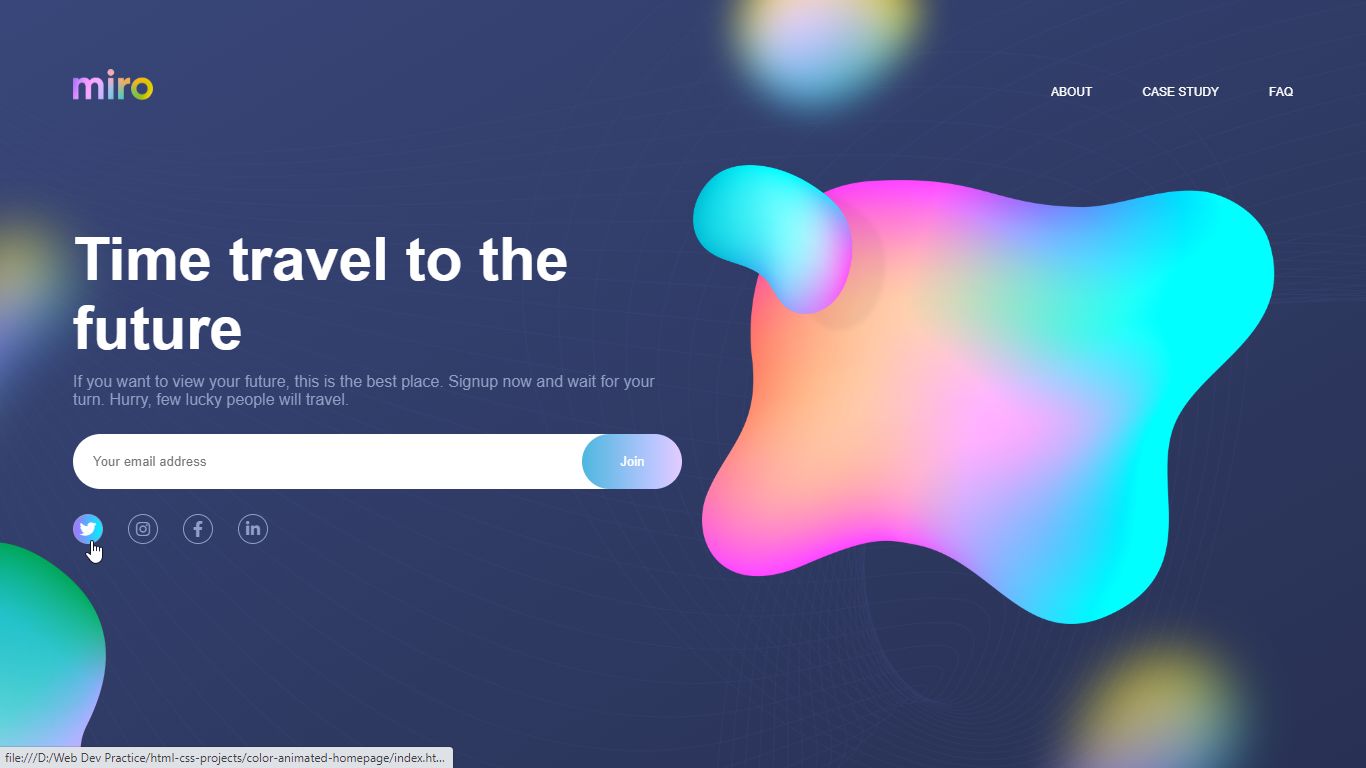 miro
ABOUT
CASE STUDY
FAQ
Time travel to the
future
If you want to view your future, this is the best place. Signup now and wait for your
turn. Hurry, few lucky people will travel.
Your email address
Join
file:///D:/Web Dev Practice/html-css-projects/color-animated-homepage/index.ht...